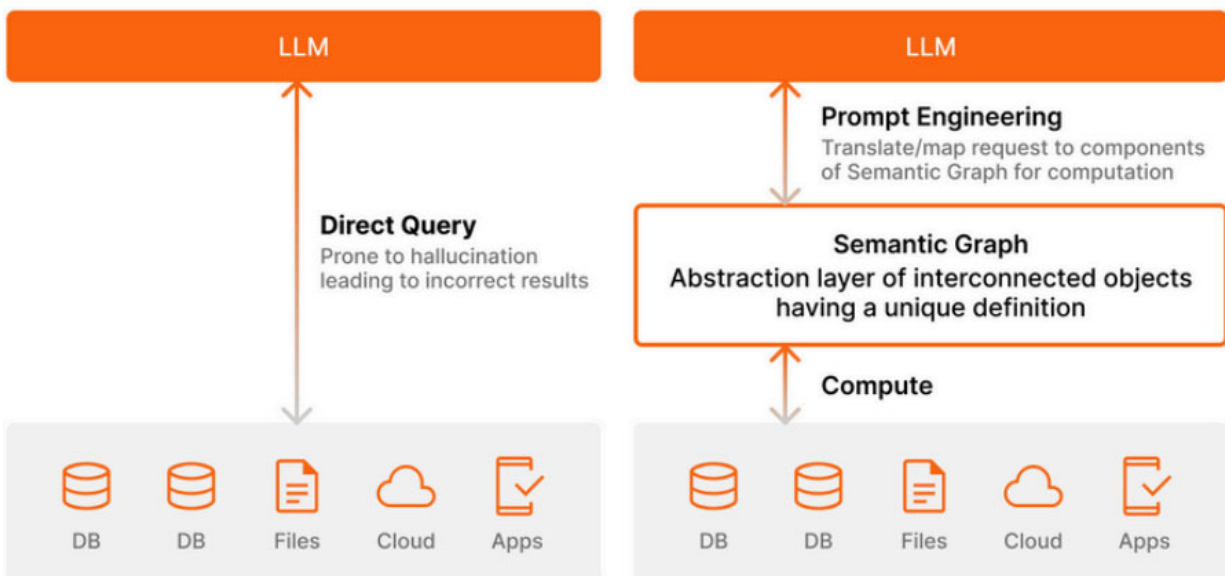 LLM
Direct Query
Prone to hallucination
leading to incorrect results
DB
DB
Files
Cloud
Apps
LLM
Prompt Engineering
Translate/map request to components
of Semantic Graph for computation
Semantic Graph
Abstraction layer of interconnected objects
having a unique definition
Compute
DB
DB
Files
Cloud
Apps